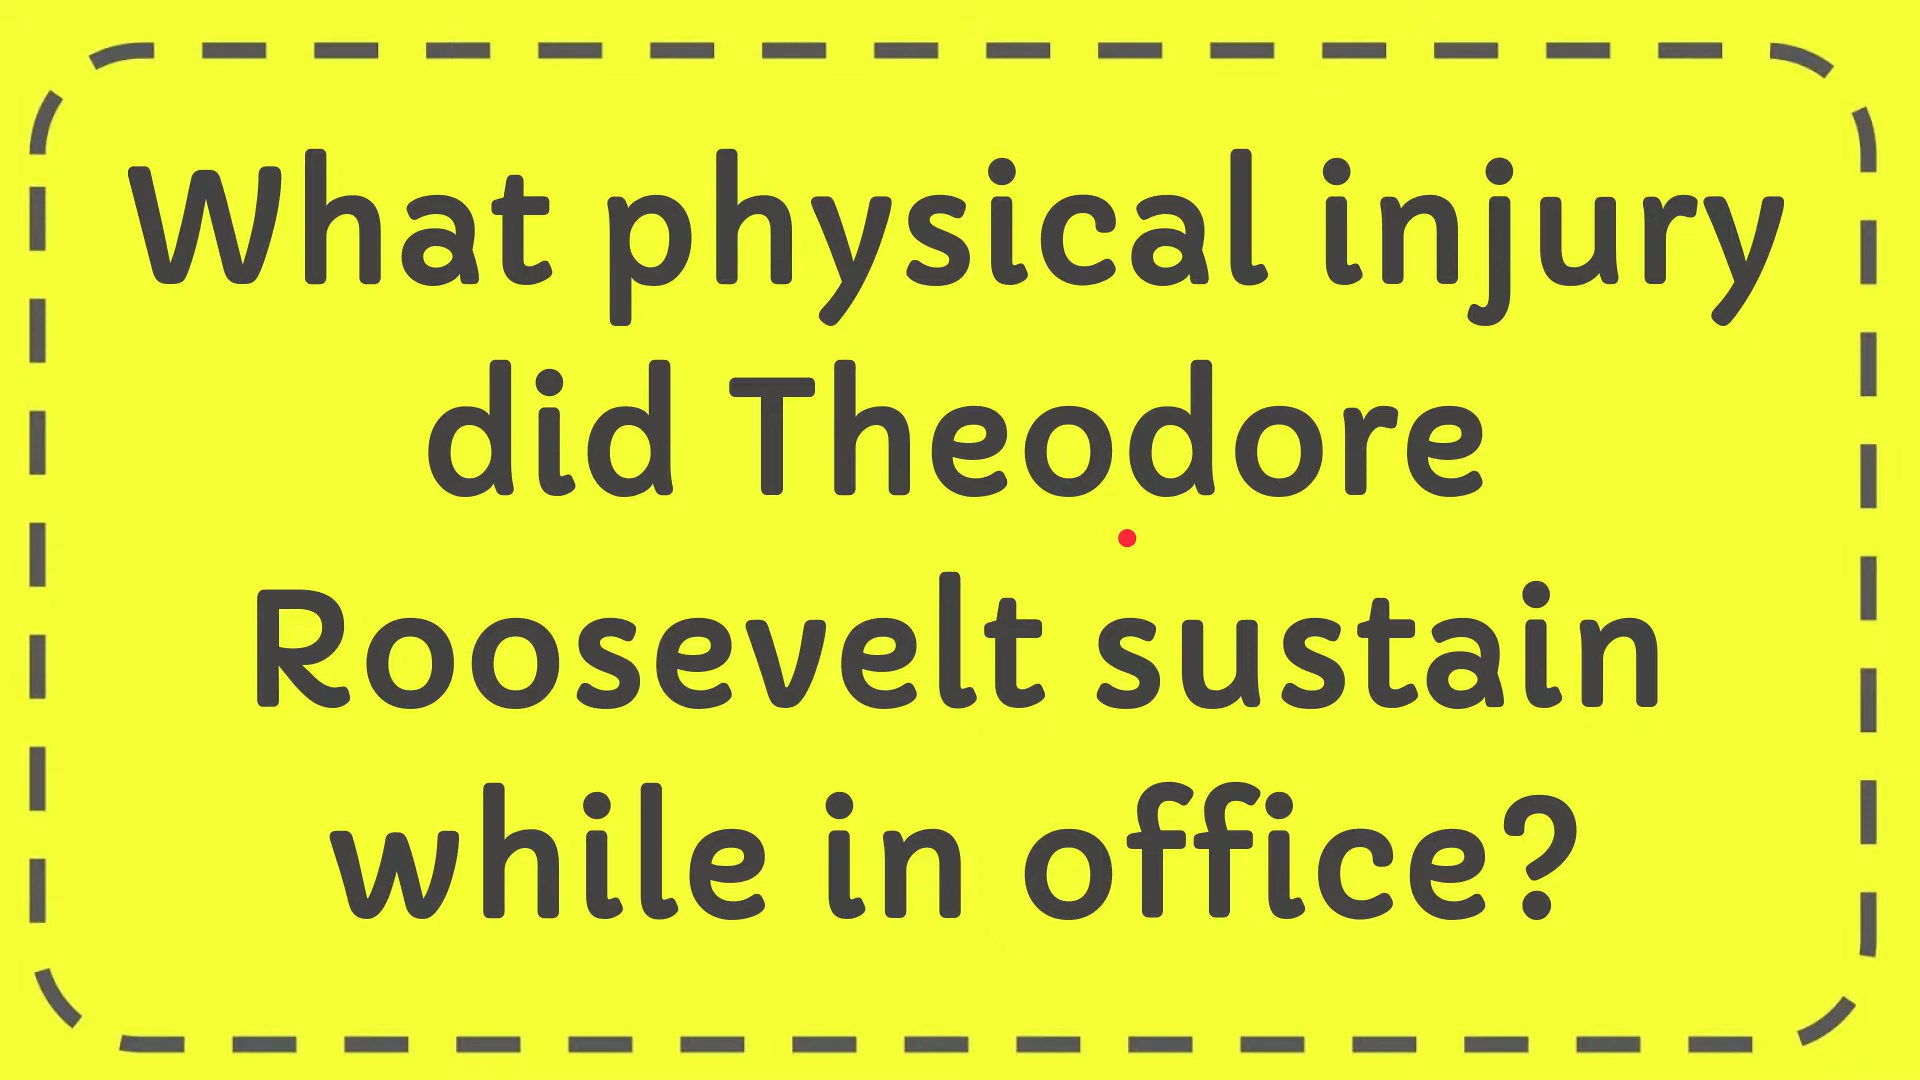 What physical injury
did Theodore
Roosevelt sustain
while in office?